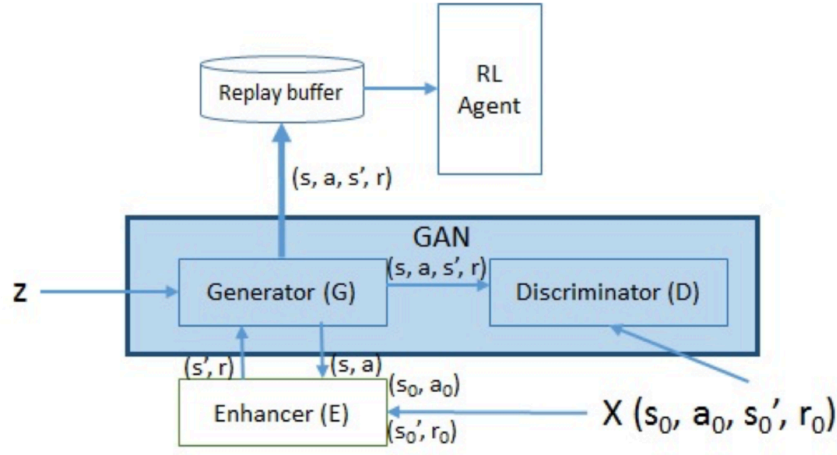 RL
Agent
Replay buffer
(s, a, s', r)
GAN
(s, a, s', r)
z
Generator (G)
Discriminator (D)
(s', r)
(s, a)
(s₀, a₀)
Enhancer (E)
(s₀', r₀)
X (s₀, a₀, s₀', r₀)